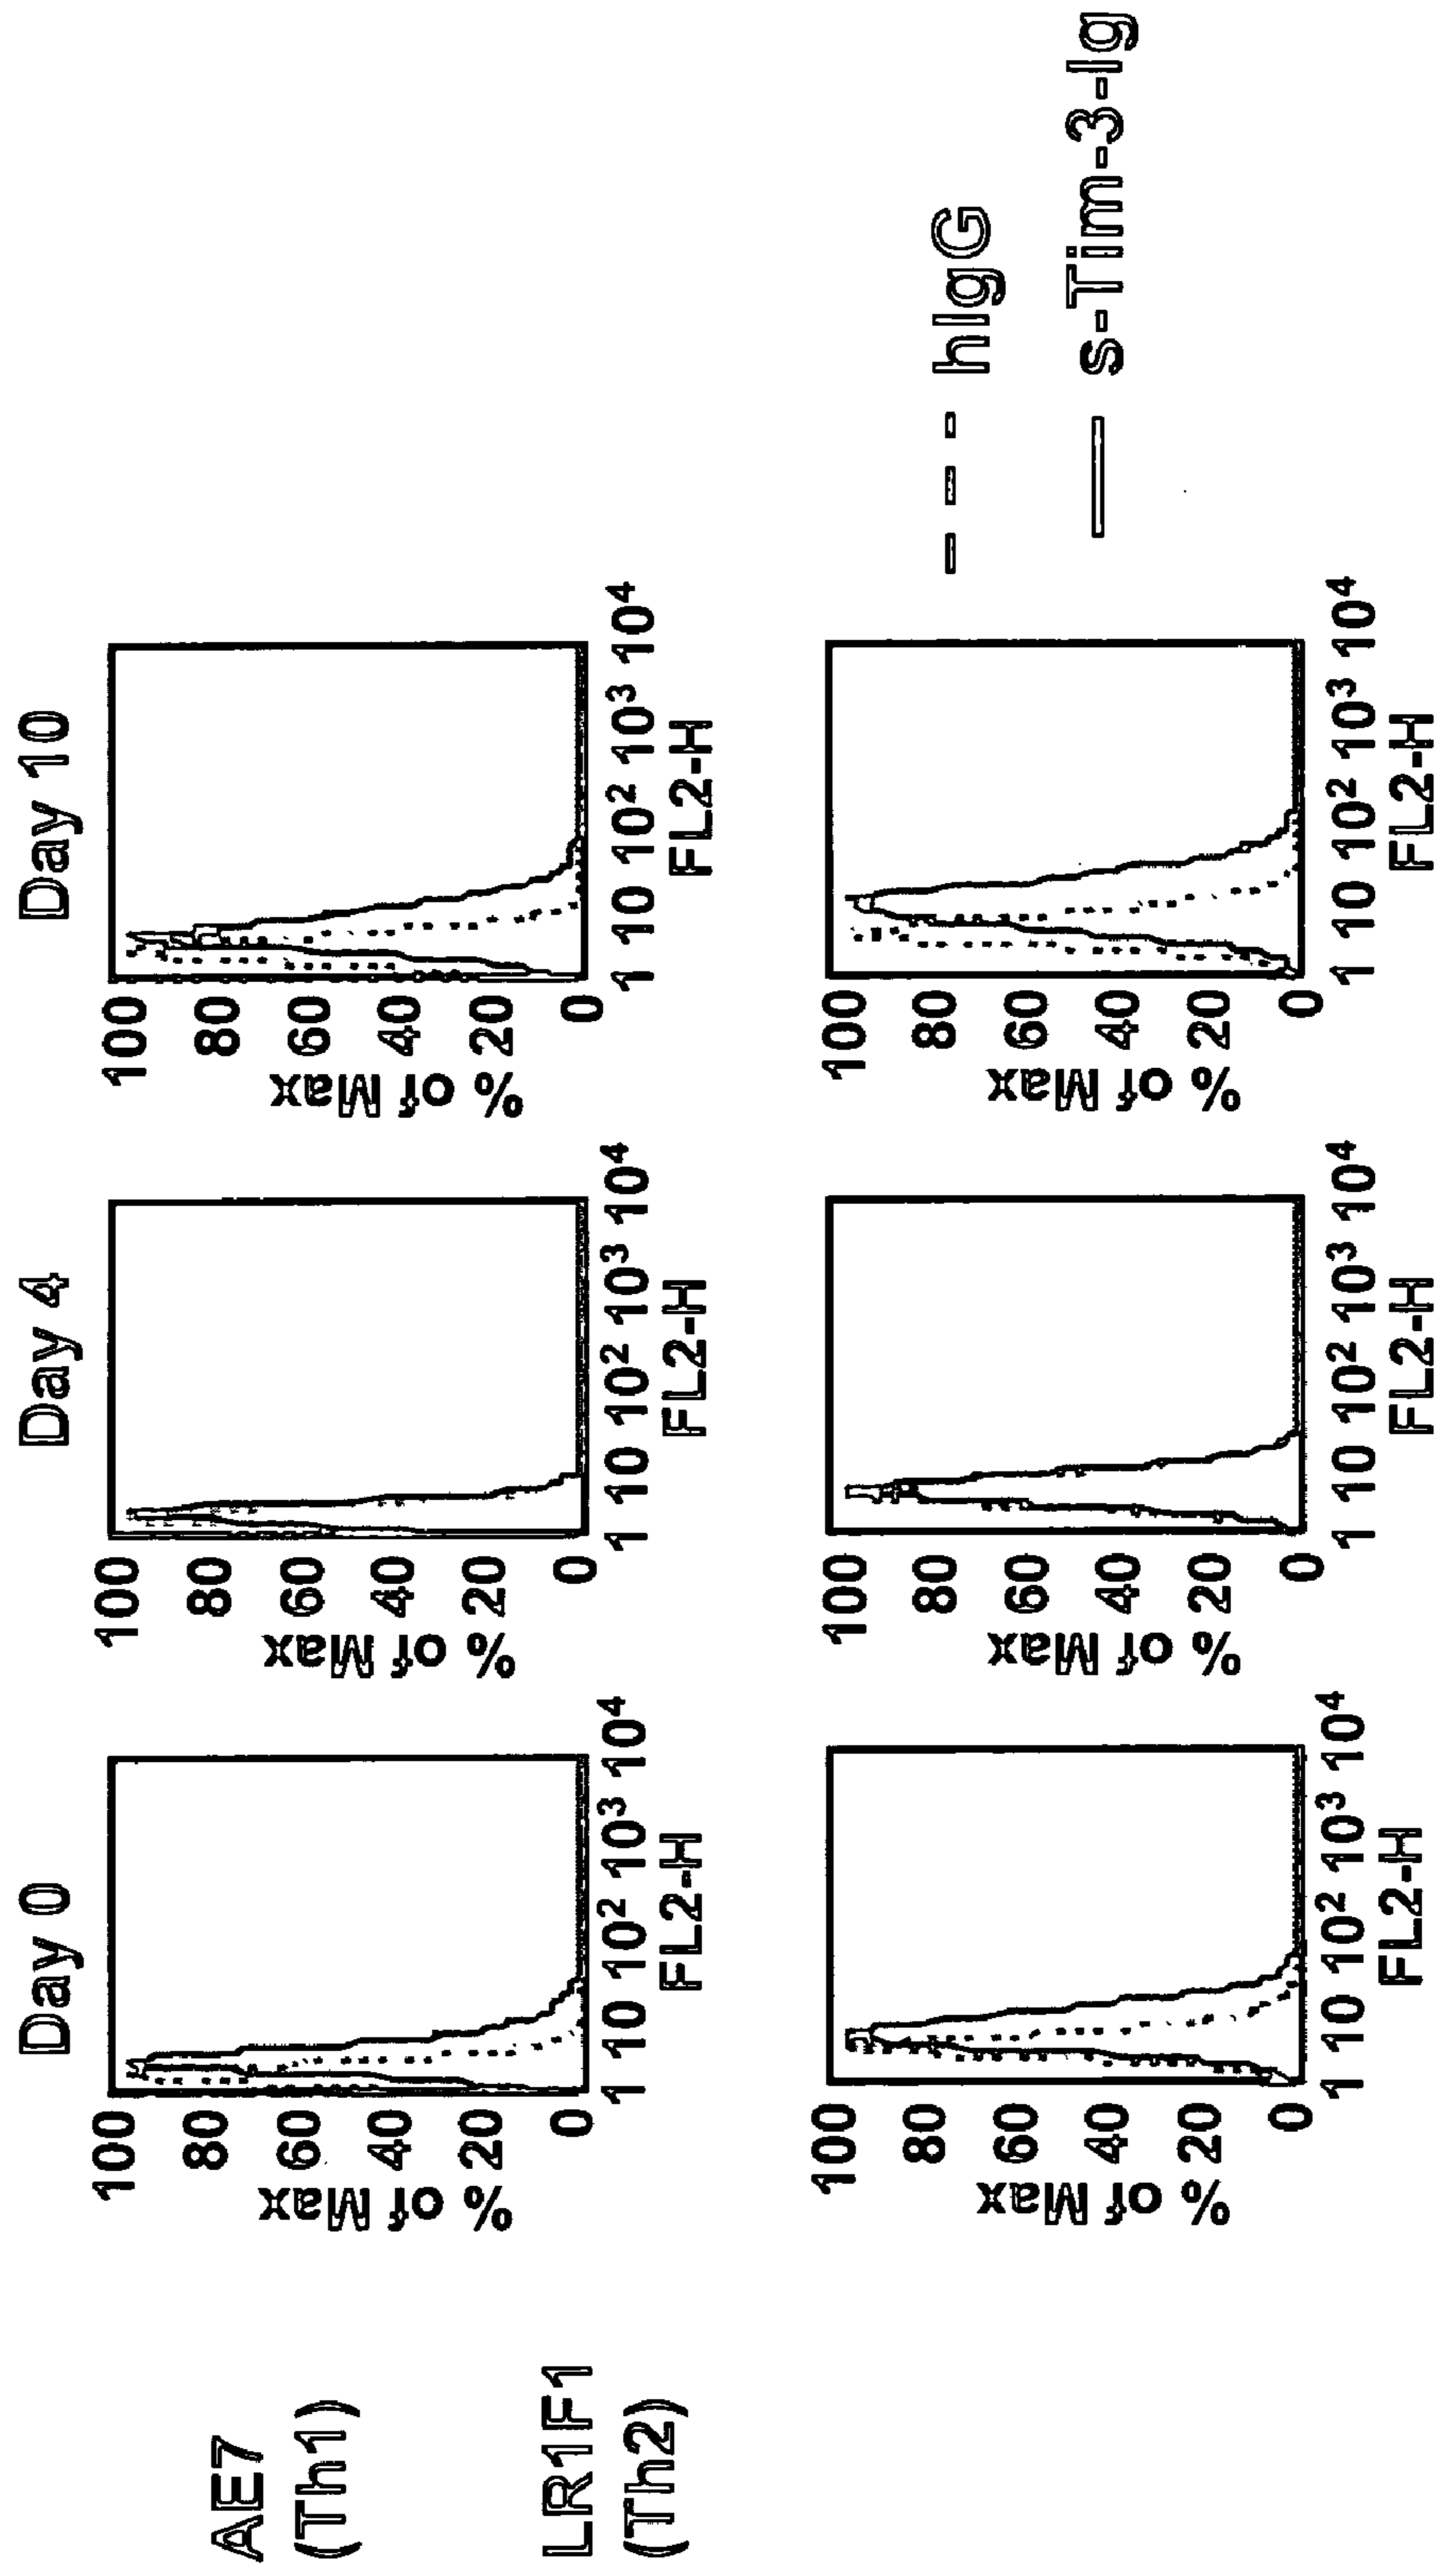 Day 0
Day 4
Day 10
AE7
(Th1)
% of Max
100
80
60
40
20
0
1 10 10² 10³ 10⁴
FL2-H
% of Max
100
80
60
40
20
0
1 10 10² 10³ 10⁴
FL2-H
% of Max
100
80
60
40
20
0
1 10 10² 10³ 10⁴
FL2-H
LR1F1
(Th2)
% of Max
100
80
60
40
20
0
1 10 10² 10³ 10⁴
FL2-H
% of Max
100
80
60
40
20
0
1 10 10² 10³ 10⁴
FL2-H
% of Max
100
80
60
40
20
0
1 10 10² 10³ 10⁴
FL2-H
hIgG
s-Tim-3-Ig